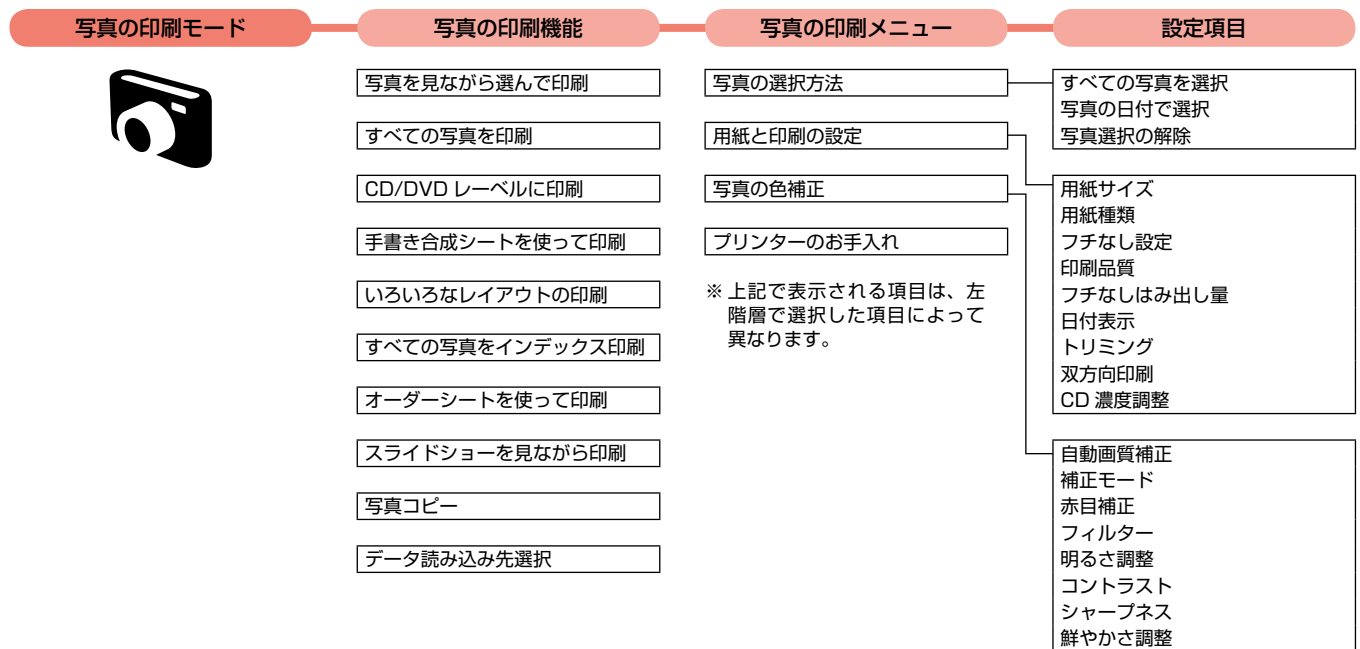 写真の印刷モード
写真の印刷機能
写真の印刷メニュー
設定項目
写真を見ながら選んで印刷
すべての写真を印刷
CD/DVD レーベルに印刷
手書き合成シートを使って印刷
いろいろなレイアウトの印刷
すべての写真をインデックス印刷
オーダーシートを使って印刷
スライドショーを見ながら印刷
写真コピー
データ読み込み先選択
写真の選択方法
用紙と印刷の設定
写真の色補正
プリンターのお手入れ
※ 上記で表示される項目は、左
階層で選択した項目によって
異なります。
すべての写真を選択
写真の日付で選択
写真選択の解除
用紙サイズ
用紙種類
フチなし設定
印刷品質
フチなしはみ出し量
日付表示
トリミング
双方向印刷
CD 濃度調整
自動画質補正
補正モード
赤目補正
フィルター
明るさ調整
コントラスト
シャープネス
鮮やかさ調整